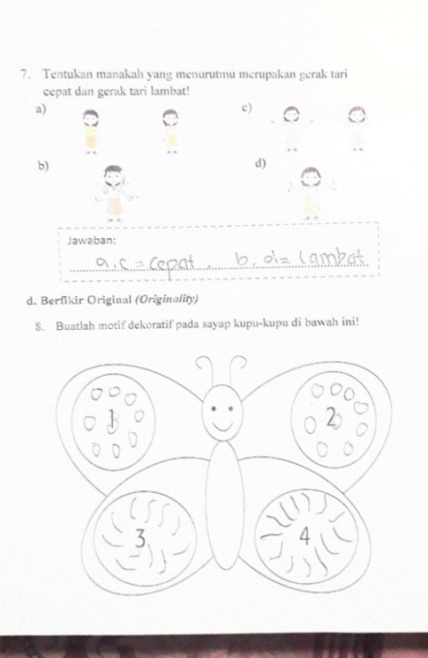 7. Tentukan manakah yang menurutmu merupakan gerak tari
cepat dan gerak tari lambat!
a)
c)
b)
d)
Jawaban:
a, c = cepat , b, d = lambat
d. Berfikir Original (Originality)
8. Buatlah motif dekoratif pada sayap kupu-kupu di bawah ini!
1
2
3
4